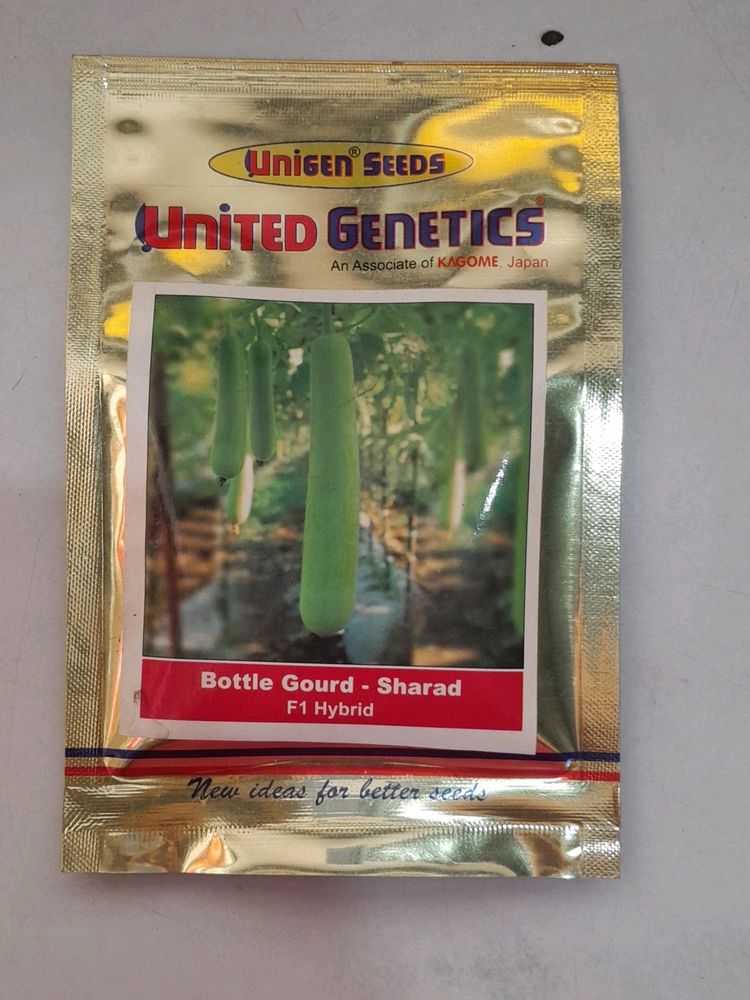 UniGEN® SEEDS
UNiTED GENETICS®
An Associate of KAGOME, Japan
Bottle Gourd - Sharad
F1 Hybrid
New ideas for better seeds